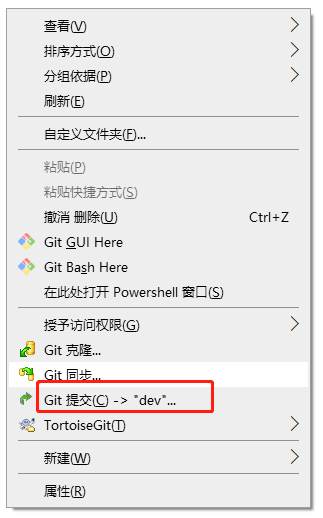 查看(V)
排序方式(O)
分组依据(P)
刷新(E)
自定义文件夹(F)...
粘贴(P)
粘贴快捷方式(S)
撤消 删除(U) Ctrl+Z
Git GUI Here
Git Bash Here
在此处打开 Powershell 窗口(S)
授予访问权限(G)
Git 克隆...
Git 同步...
Git 提交(C) -> "dev"...
TortoiseGit(T)
新建(W)
属性(R)